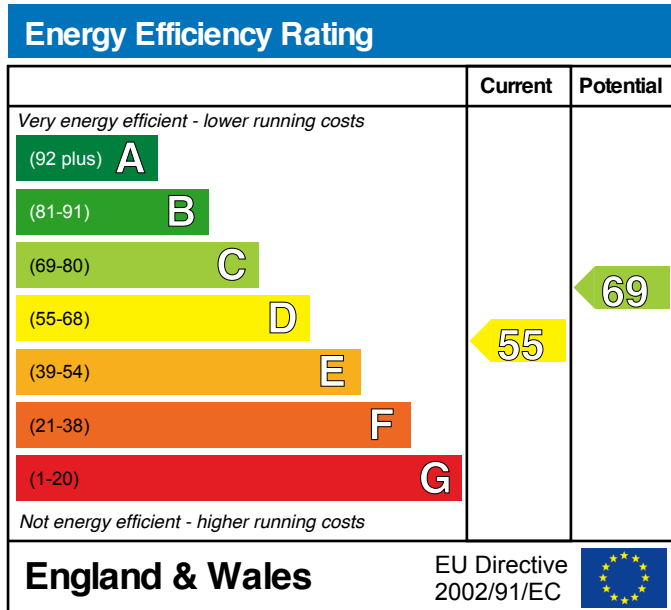 Energy Efficiency Rating
Current Potential
Very energy efficient - lower running costs
(92 plus) A
(81-91) B
(69-80) C
69
(55-68) D
55
(39-54) E
(21-38) F
(1-20) G
Not energy efficient - higher running costs
England & Wales
EU Directive
2002/91/EC